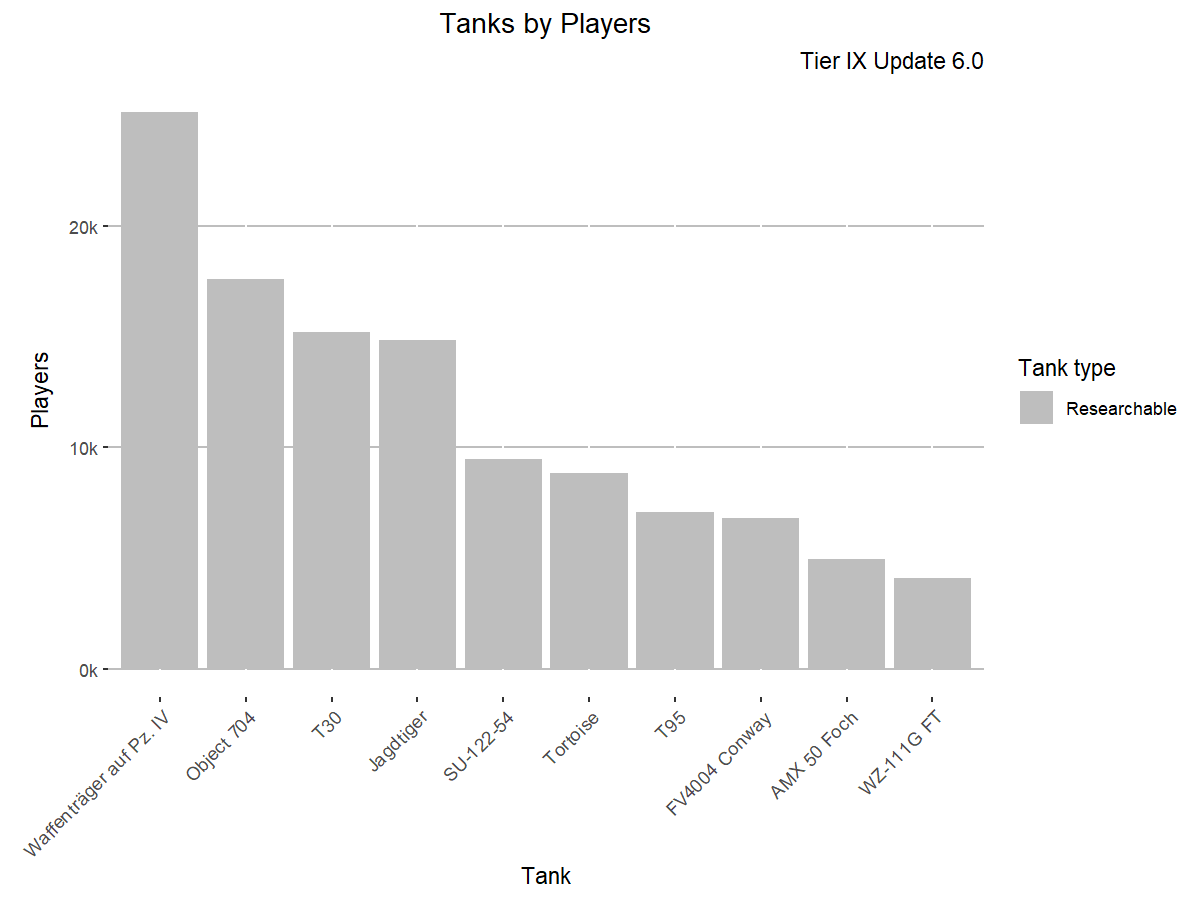 Tanks by Players
Tier IX Update 6.0
20k
10k
0k
Players
Waffenträger auf Pz. IV
Object 704
T30
Jagdtiger
SU-122-54
Tortoise
T95
FV4004 Conway
AMX 50 Foch
WZ-111G FT
Tank
Tank type
Researchable